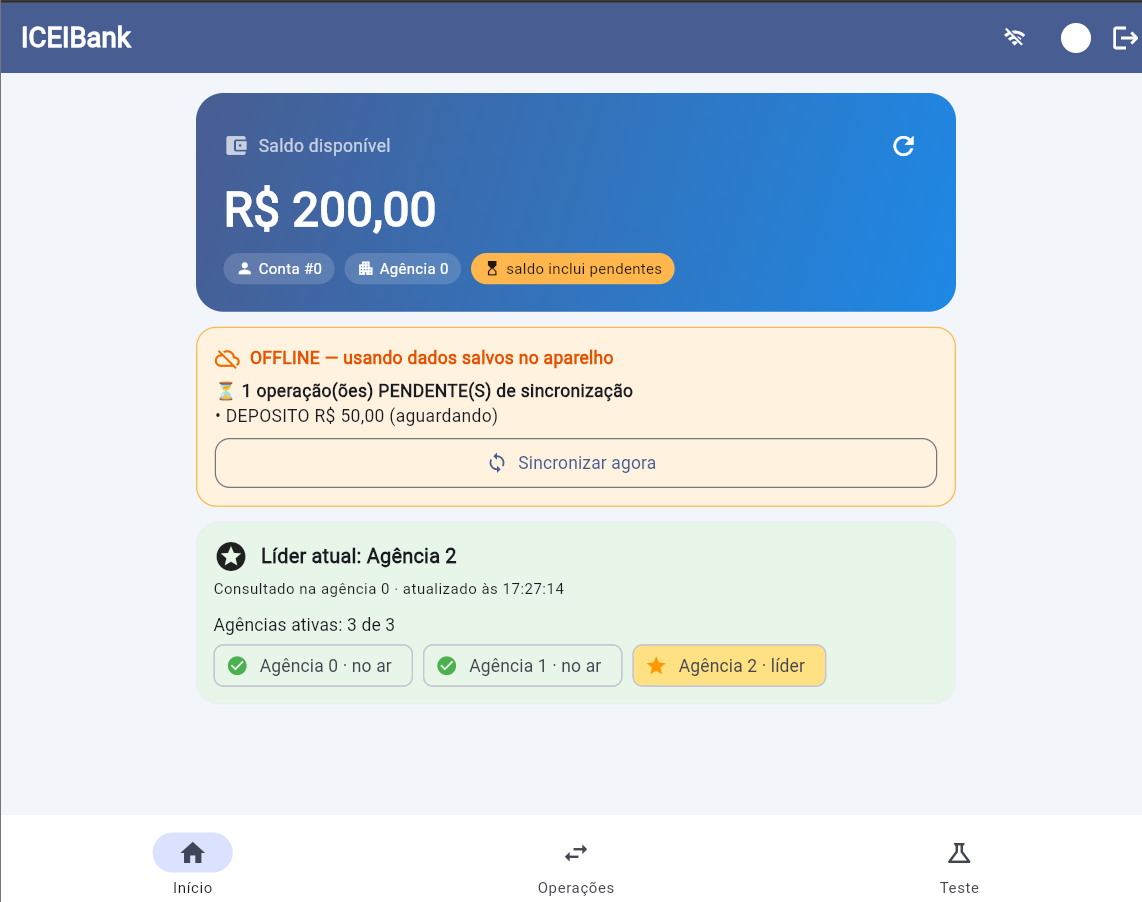 ICEIBank
Saldo disponível
R$ 200,00
Conta #0 Agência 0 saldo inclui pendentes
OFFLINE — usando dados salvos no aparelho
⏳ 1 operação(ões) PENDENTE(S) de sincronização
• DEPOSITO R$ 50,00 (aguardando)
Sincronizar agora
Líder atual: Agência 2
Consultado na agência 0 · atualizado às 17:27:14
Agências ativas: 3 de 3
Agência 0 · no ar Agência 1 · no ar Agência 2 · líder
Início Operações Teste